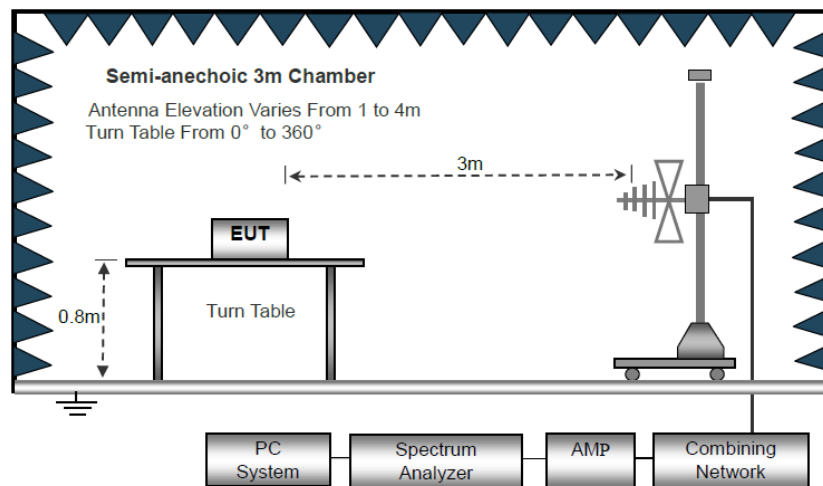 Semi-anechoic 3m Chamber
Antenna Elevation Varies From 1 to 4m
Turn Table From 0° to 360°
3m
EUT
0.8m
Turn Table
PC
System
Spectrum
Analyzer
AMP
Combining
Network